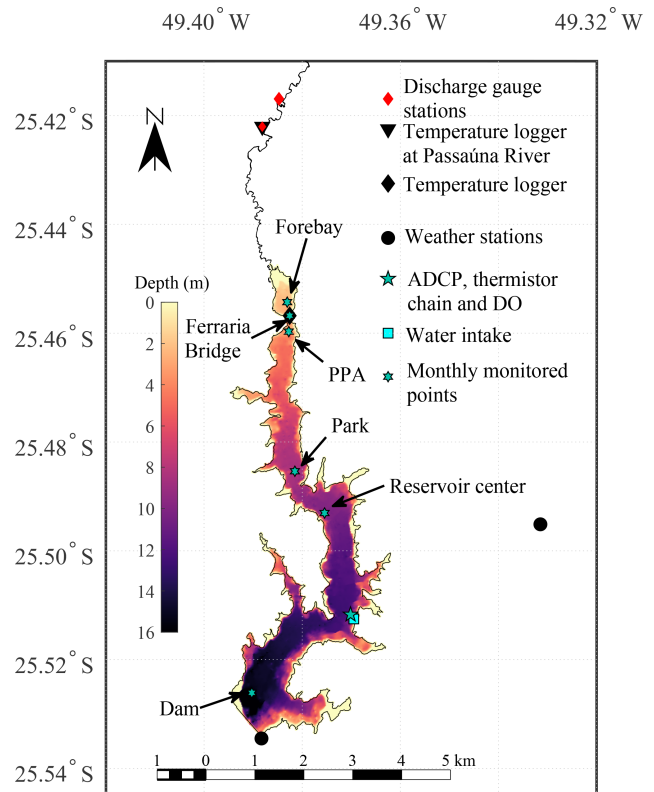 49.40° W
49.36° W
49.32° W
25.42° S
25.44° S
25.46° S
25.48° S
25.50° S
25.52° S
25.54° S
N
Discharge gauge
stations
Temperature logger
at Passaúna River
Temperature logger
Weather stations
ADCP, thermistor
chain and DO
Water intake
Monthly monitored
points
Forebay
Depth (m)
0
2
4
6
8
10
12
14
16
Ferraria
Bridge
PPA
Park
Reservoir center
Dam
1 0 1 2 3 4 5 km